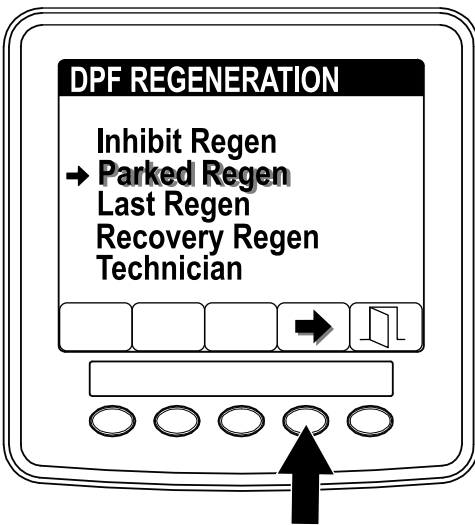 DPF REGENERATION
Inhibit Regen
Parked Regen
Last Regen
Recovery Regen
Technician